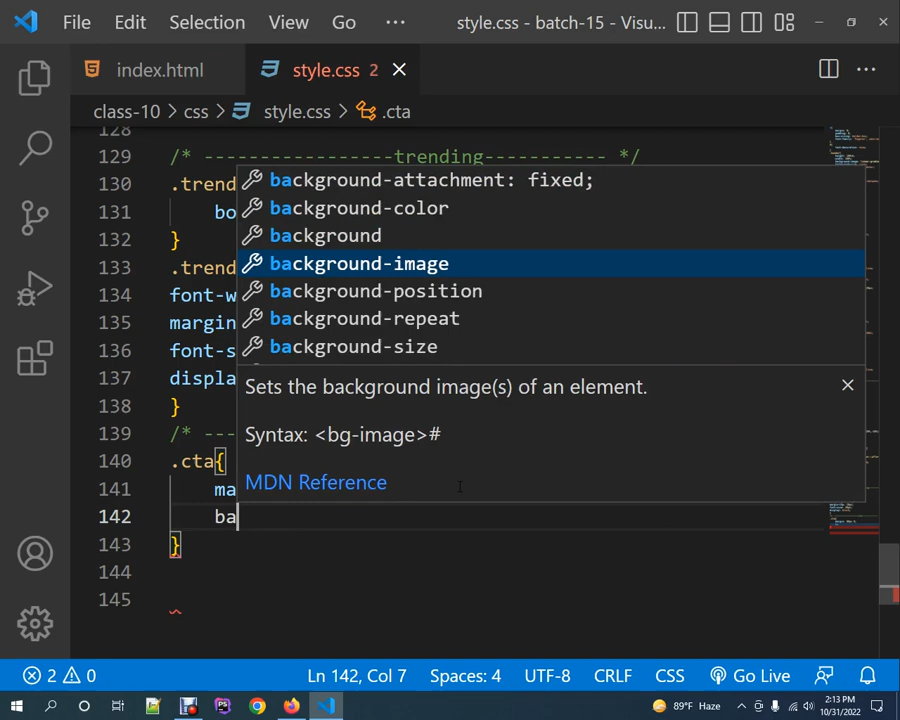 File Edit Selection View Go ··· style.css - batch-15 - Visu...
index.html style.css 2
class-10 > css > style.css > .cta
128
129 /* -----------------trending----------- */
130 .trend
131 bo
132 }
133 .trend
134 font-w
135 margin
136 font-s
137 displa
138 }
139 /* ---
140 .cta{
141 ma
142 ba
143 }
144
145
background-attachment: fixed;
background-color
background
background-image
background-position
background-repeat
background-size
Sets the background image(s) of an element.
Syntax: <bg-image>#
MDN Reference
2 0 Ln 142, Col 7 Spaces: 4 UTF-8 CRLF CSS Go Live
PS 89°F Haze 2:13 PM
10/31/2022